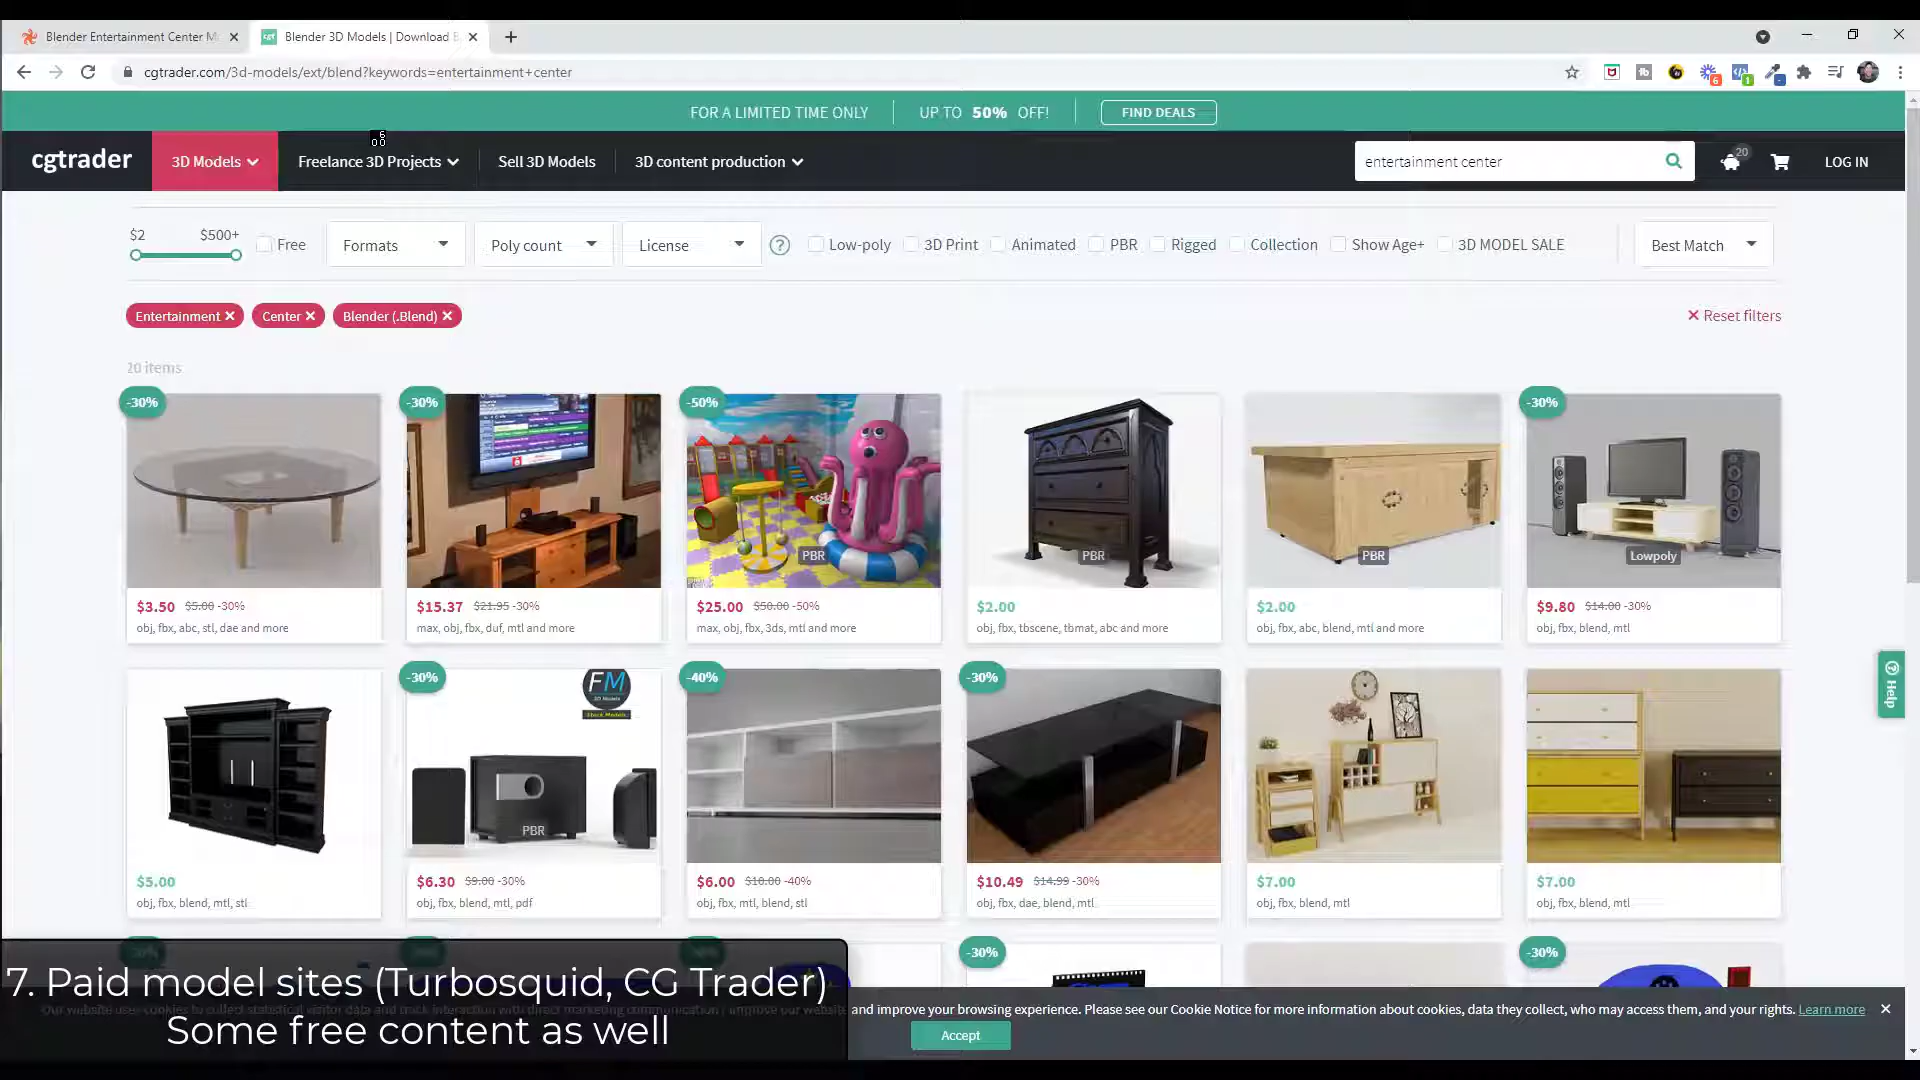 Blender Entertainment Center M
Blender 3D Models | Download B
cgtrader.com/3d-models/ext/blend?keywords=entertainment+center
FOR A LIMITED TIME ONLY UP TO 50% OFF! FIND DEALS
cgtrader 3D Models Freelance 3D Projects Sell 3D Models 3D content production entertainment center 20 LOG IN
$2 $500+ Free Formats Poly count License Low-poly 3D Print Animated PBR Rigged Collection Show Age+ 3D MODEL SALE Best Match
Entertainment Center Blender (.Blend) Reset filters
20 items
-30% -30% -50% -30%
PBR PBR PBR Lowpoly
$3.50 $5.00 -30% $15.37 $21.95 -30% $25.00 $50.00 -50% $2.00 $2.00 $9.80 $14.00 -30%
obj, fbx, abc, stl, dae and more max, obj, fbx, duf, mtl and more max, obj, fbx, 3ds, mtl and more obj, fbx, tbscene, tbmat, abc and more obj, fbx, abc, blend, mtl and more obj, fbx, blend, mtl
Help
-30% -40% -30%
FM
PBR
$5.00 $6.30 $9.00 -30% $6.00 $10.00 -40% $10.49 $14.99 -30% $7.00 $7.00
obj, fbx, blend, mtl, stl obj, fbx, blend, mtl, pdf obj, fbx, mtl, blend, stl obj, fbx, dae, blend, mtl obj, fbx, blend, mtl obj, fbx, blend, mtl
-30% -30%
7. Paid model sites (Turbosquid, CG Trader)
Some free content as well
and improve your browsing experience. Please see our Cookie Notice for more information about cookies, data they collect, who may access them, and your rights. Learn more
Accept